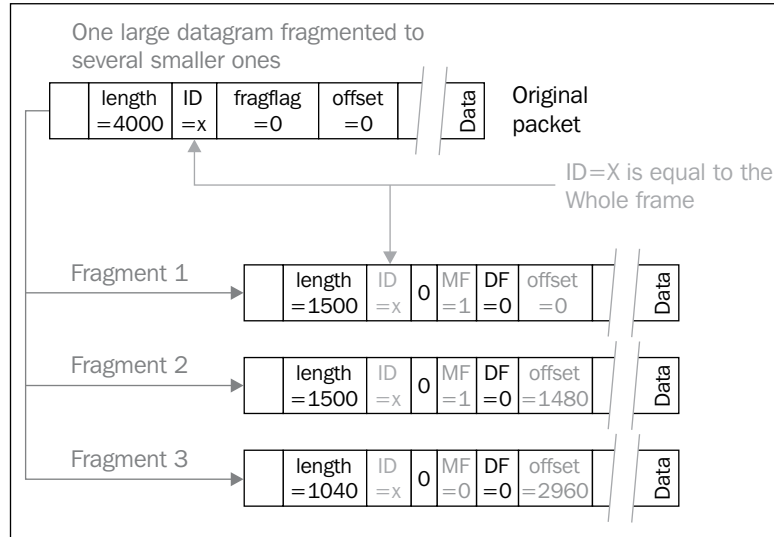 One large datagram fragmented to
several smaller ones
length ID fragflag offset
=4000 =x =0 =0 Data
Original
packet
ID=X is equal to the
Whole frame
Fragment 1
length ID 0 MF DF offset
=1500 =x =1 =0 =0 Data
Fragment 2
length ID 0 MF DF offset
=1500 =x =1 =0 =1480 Data
Fragment 3
length ID 0 MF DF offset
=1040 =x =0 =0 =2960 Data